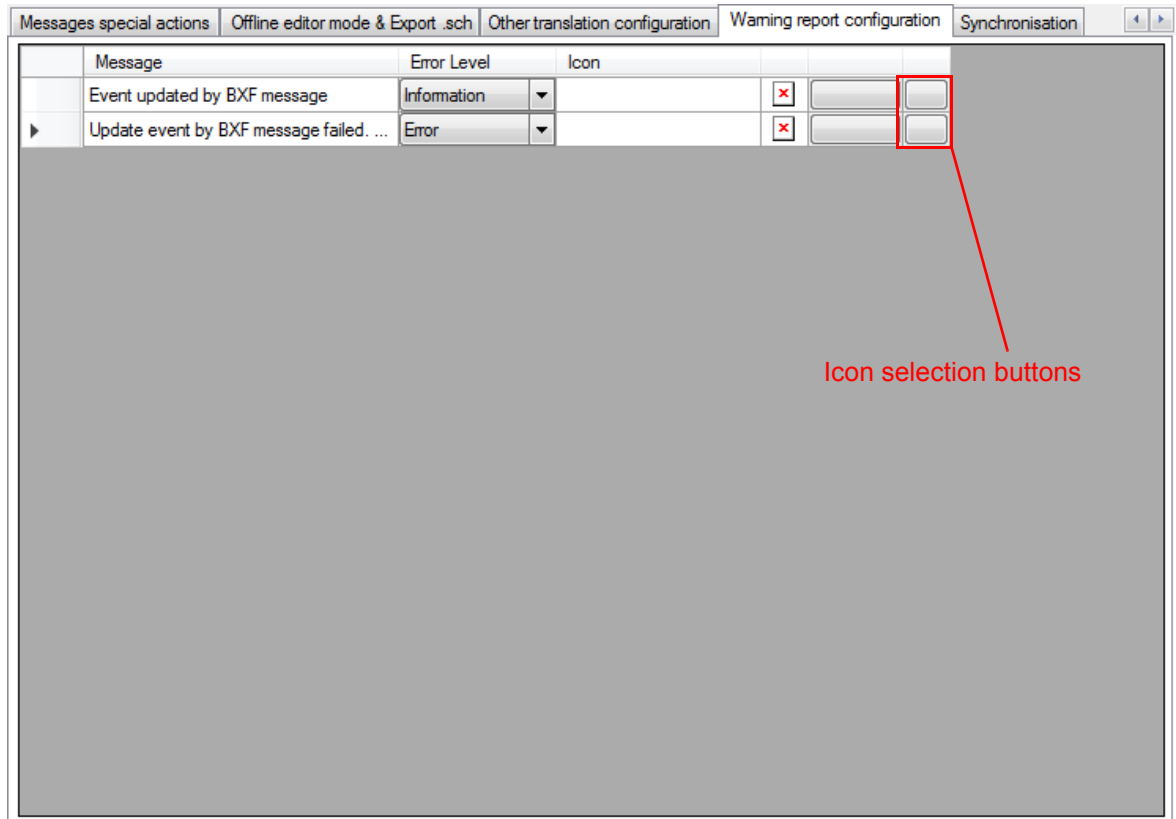 Messages special actions Offline editor mode & Export .sch Other translation configuration Warning report configuration Synchronisation
Message Error Level Icon
Event updated by BXF message Information
Update event by BXF message failed. ... Error
Icon selection buttons